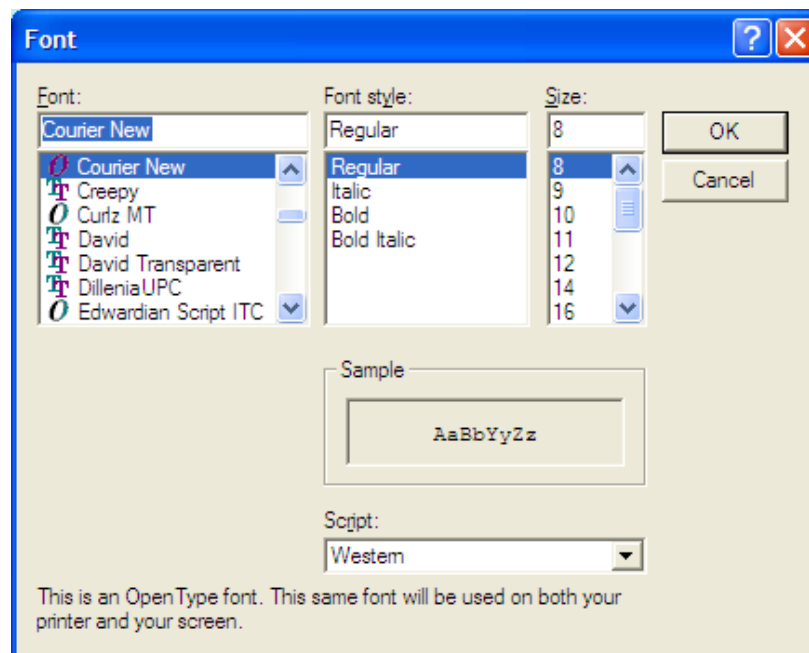 Font
Font:
Font style:
Size:
Courier New
Regular
8
OK
Courier New
Creepy
Curlz MT
David
David Transparent
DilleniaUPC
Edwardian Script ITC
Regular
Italic
Bold
Bold Italic
8
9
10
11
12
14
16
Cancel
Sample
AaBbYyZz
Script:
Western
This is an OpenType font. This same font will be used on both your
printer and your screen.